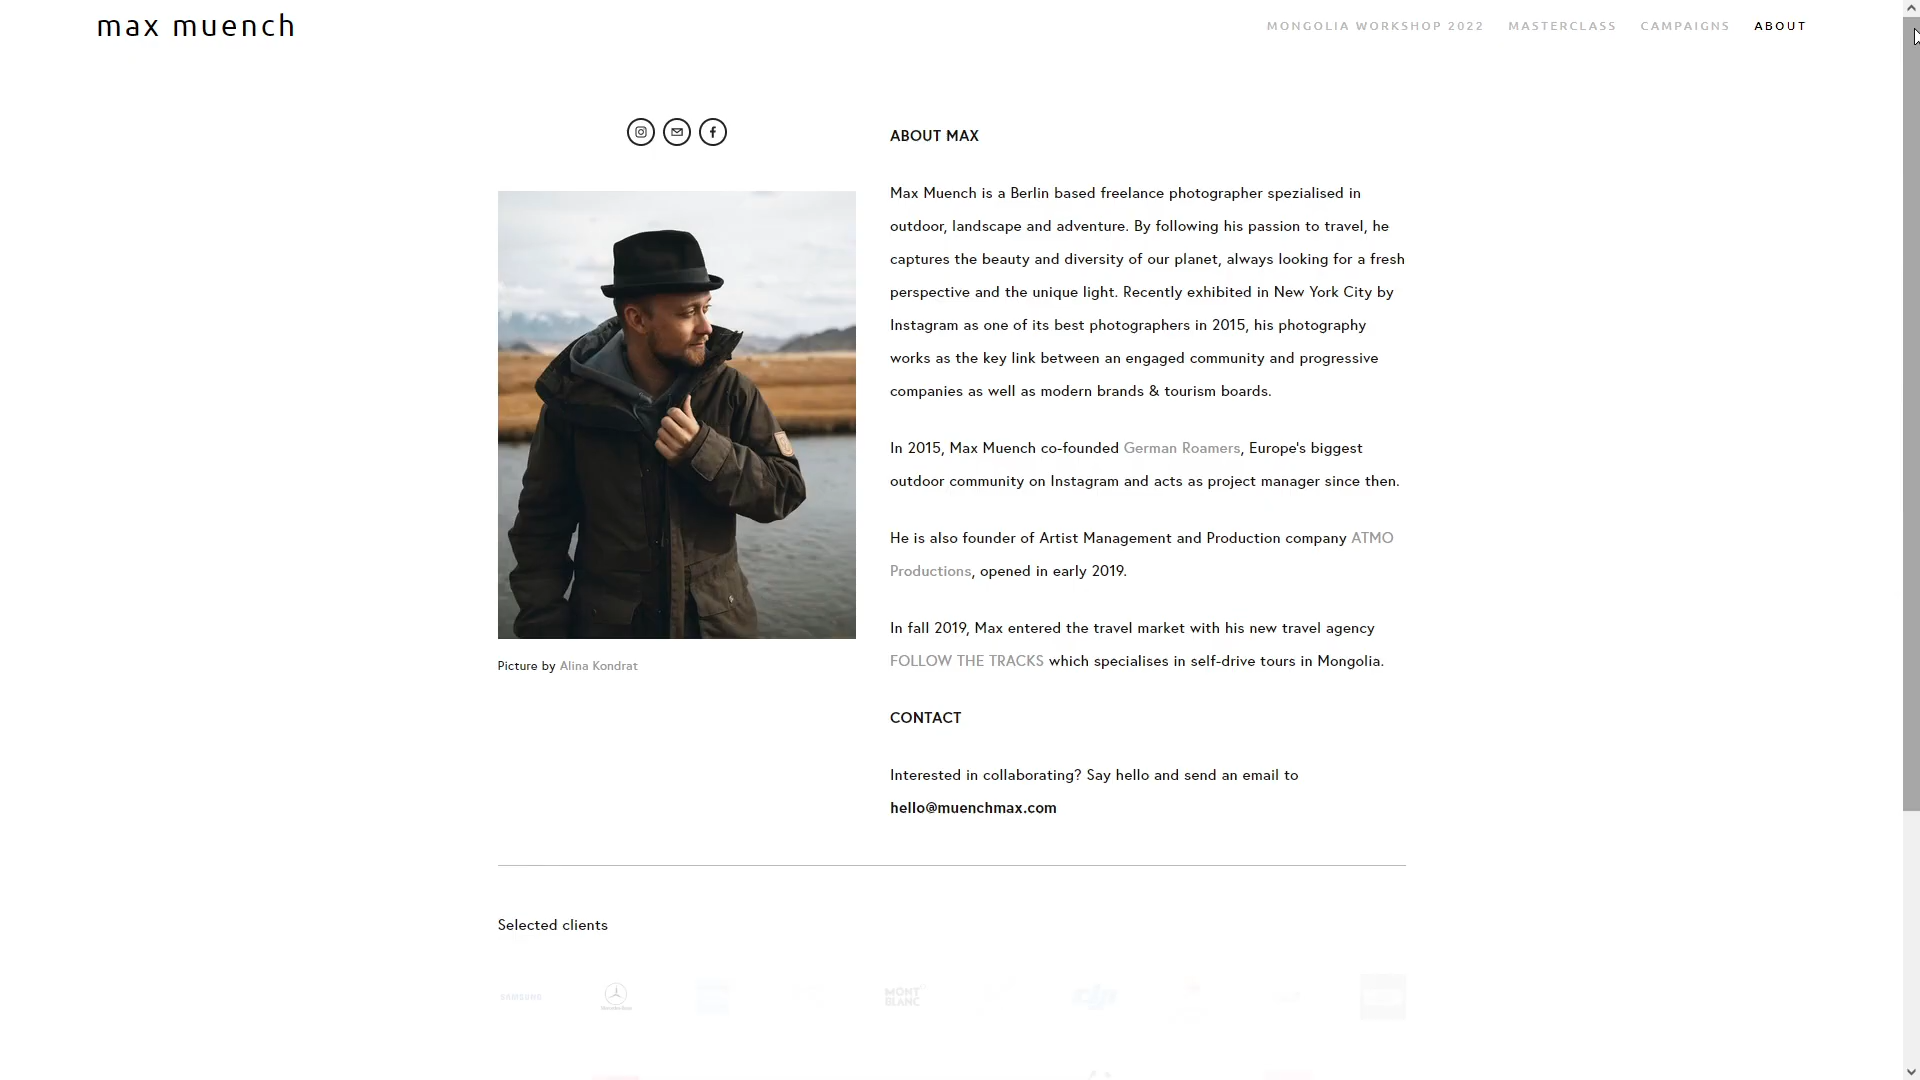 max muench
MONGOLIA WORKSHOP 2022 MASTERCLASS CAMPAIGNS ABOUT
Picture by Alina Kondrat
ABOUT MAX
Max Muench is a Berlin based freelance photographer spezialised in
outdoor, landscape and adventure. By following his passion to travel, he
captures the beauty and diversity of our planet, always looking for a fresh
perspective and the unique light. Recently exhibited in New York City by
Instagram as one of its best photographers in 2015, his photography
works as the key link between an engaged community and progressive
companies as well as modern brands & tourism boards.
In 2015, Max Muench co-founded German Roamers, Europe's biggest
outdoor community on Instagram and acts as project manager since then.
He is also founder of Artist Management and Production company ATMO
Productions, opened in early 2019.
In fall 2019, Max entered the travel market with his new travel agency
FOLLOW THE TRACKS which specialises in self-drive tours in Mongolia.
CONTACT
Interested in collaborating? Say hello and send an email to
hello@muenchmax.com
Selected clients
SAMSUNG
Mercedes-Benz
MONT
BLANC
dji